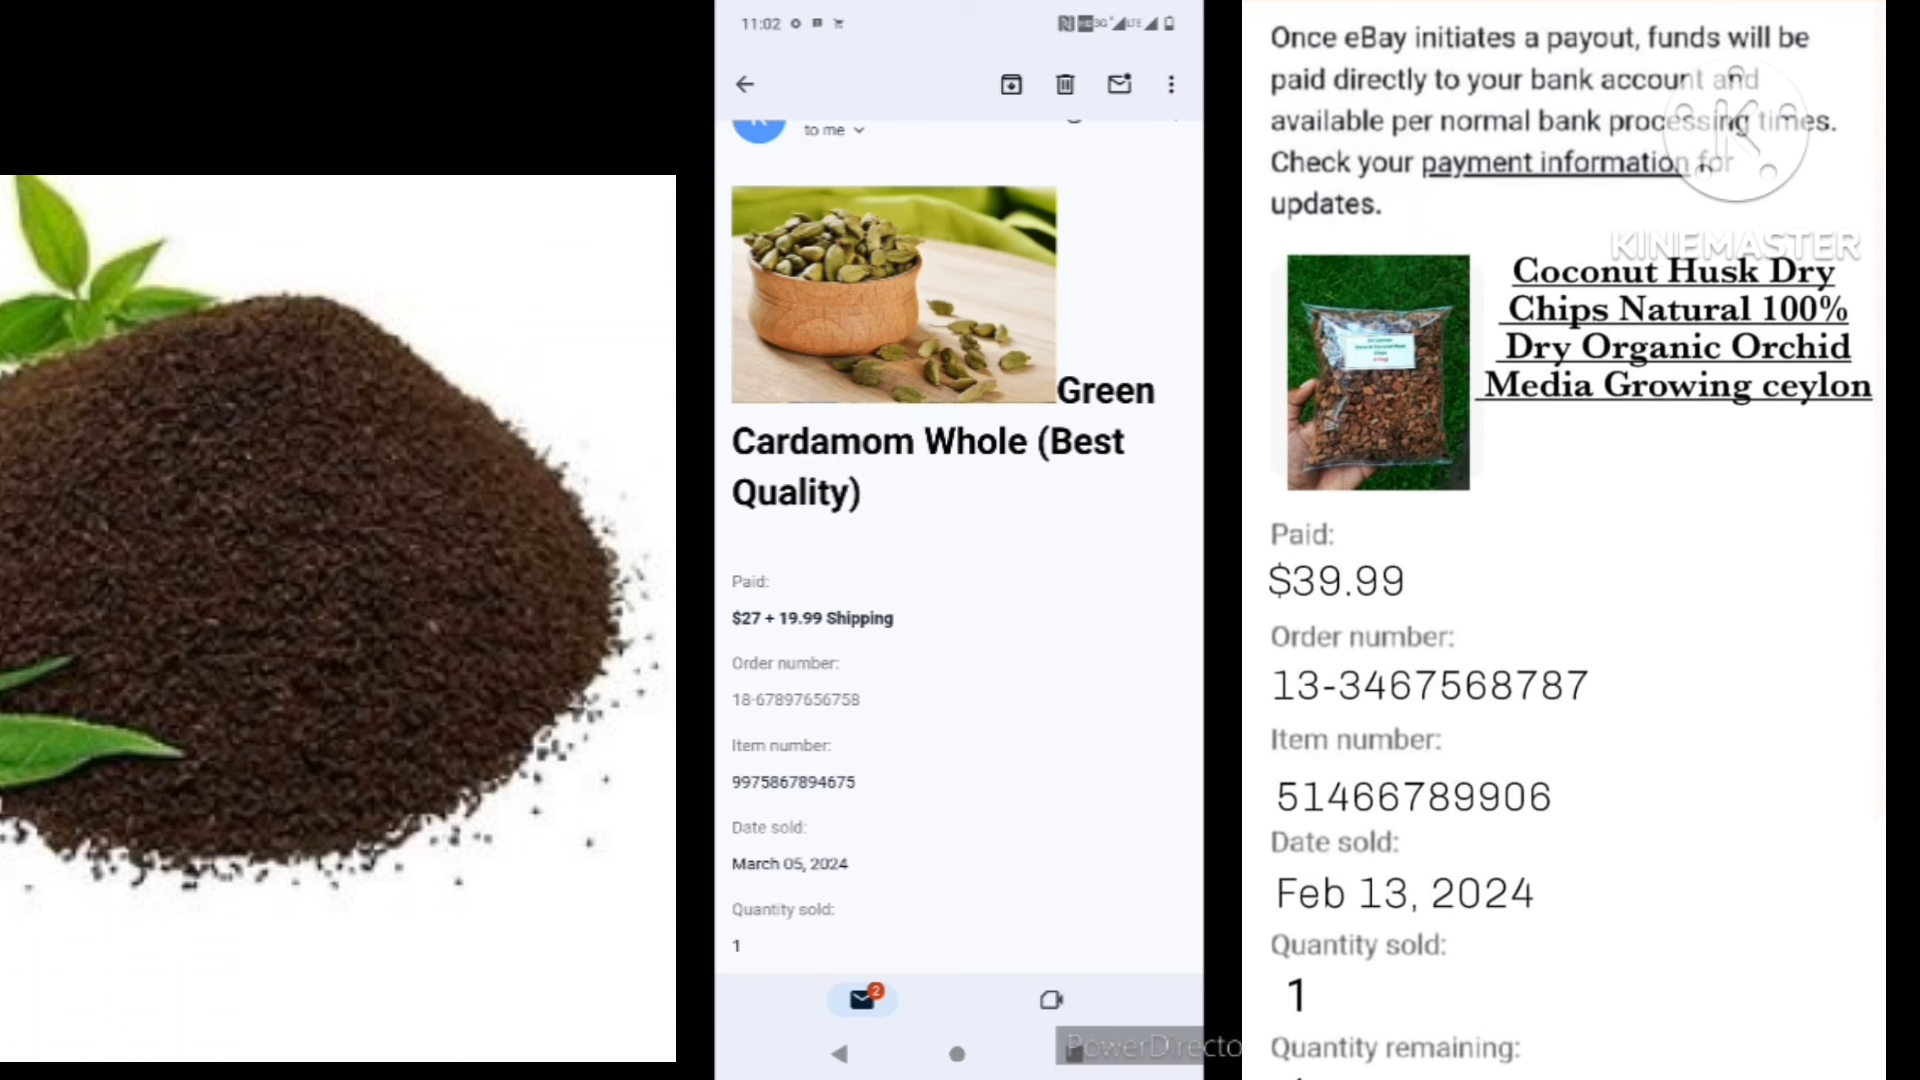 11:02
to me
Green
Cardamom Whole (Best
Quality)
Paid:
$27 + 19.99 Shipping
Order number:
18-67897656758
Item number:
9975867894675
Date sold:
March 05, 2024
Quantity sold:
1
2
PowerDirecto
Once eBay initiates a payout, funds will be
paid directly to your bank account and
available per normal bank processing times.
Check your payment information for
updates.
KINEMASTER
Coconut Husk Dry
Chips Natural 100%
Dry Organic Orchid
Media Growing ceylon
Paid:
$39.99
Order number:
13-3467568787
Item number:
51466789906
Date sold:
Feb 13, 2024
Quantity sold:
1
Quantity remaining: